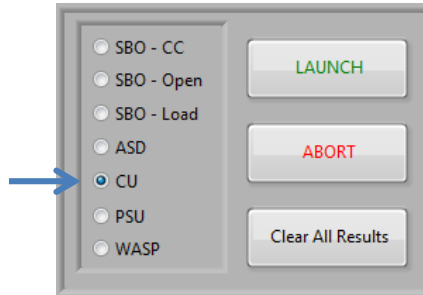 SBO - CC
SBO - Open
SBO - Load
ASD
CU
PSU
WASP
LAUNCH
ABORT
Clear All Results